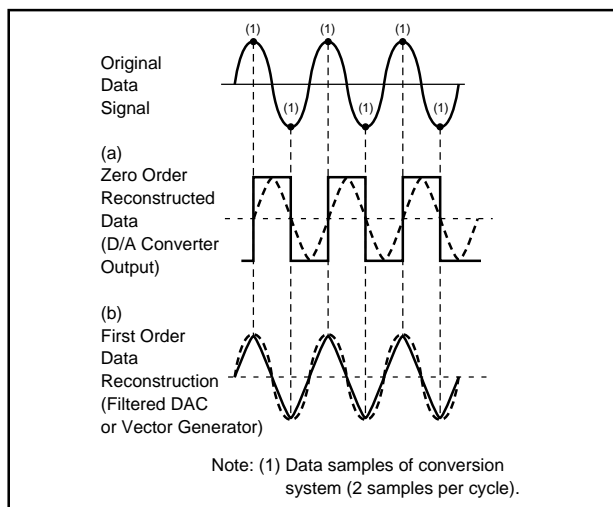 (1) (1) (1)
Original
Data
Signal
(1) (1) (1)
(a)
Zero Order
Reconstructed
Data
(D/A Converter
Output)
(b)
First Order
Data
Reconstruction
(Filtered DAC
or Vector Generator)
Note: (1) Data samples of conversion
system (2 samples per cycle).